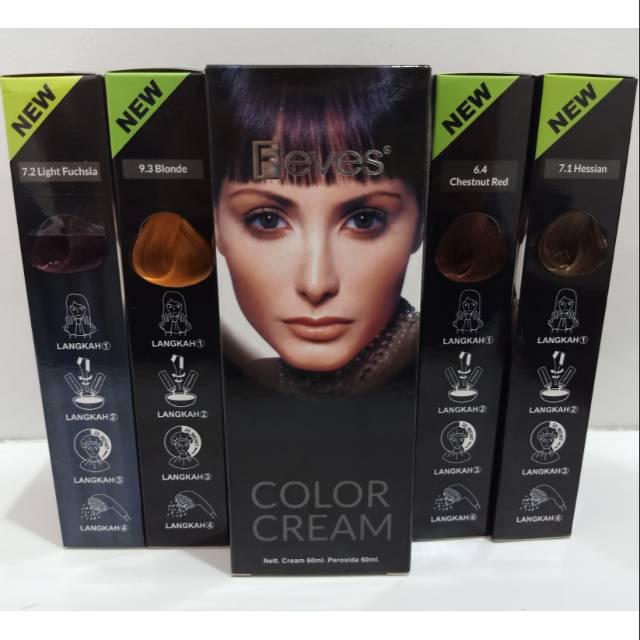 NEW
7.2 Light Fuchsia
LANGKAH①
LANGKAH②
LANGKAH③
LANGKAH④
NEW
9.3 Blonde
LANGKAH①
LANGKAH②
LANGKAH③
LANGKAH④
Feves®
COLOR
CREAM
Nett. Cream 60ml. Peroxida 60ml.
NEW
6.4
Chestnut Red
LANGKAH①
LANGKAH②
LANGKAH③
LANGKAH④
NEW
7.1 Hessian
LANGKAH①
LANGKAH②
LANGKAH③
LANGKAH④